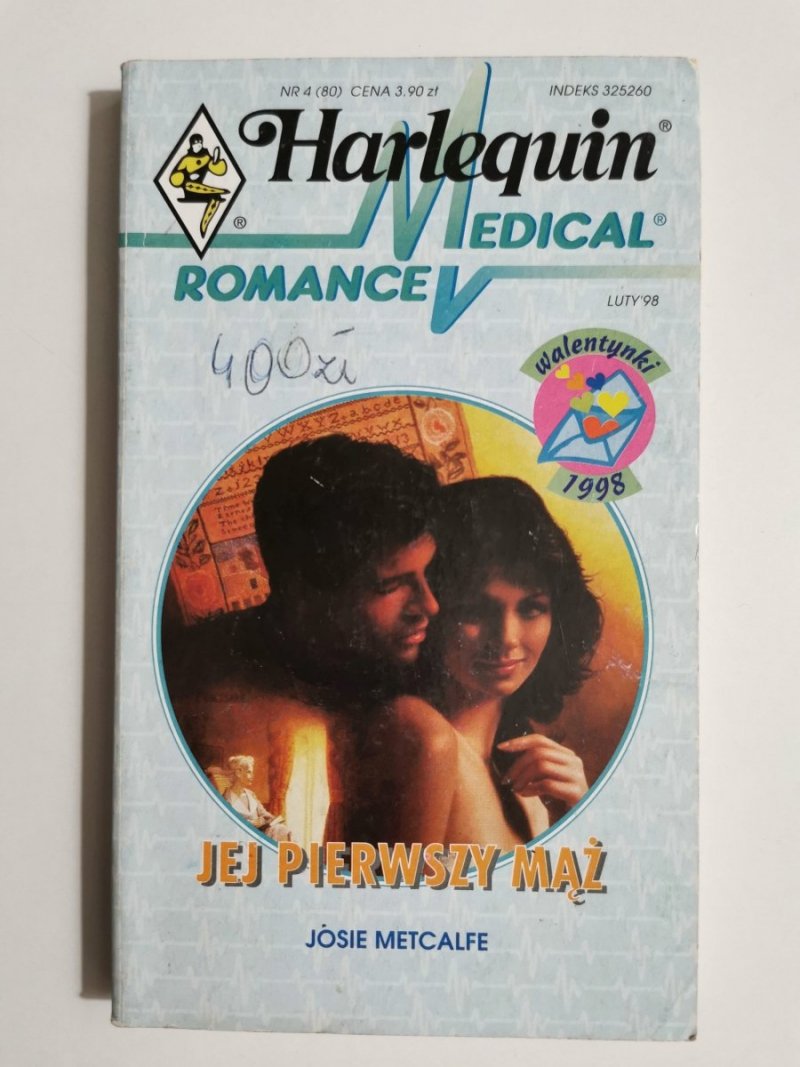 NR 4 (80) CENA 3.90 zł INDEKS 325260
Harlequin®
®
MEDICAL®
ROMANCE
LUTY'98
400zł
walentynki
1998
JEJ PIERWSZY MĄŻ
JOSIE METCALFE